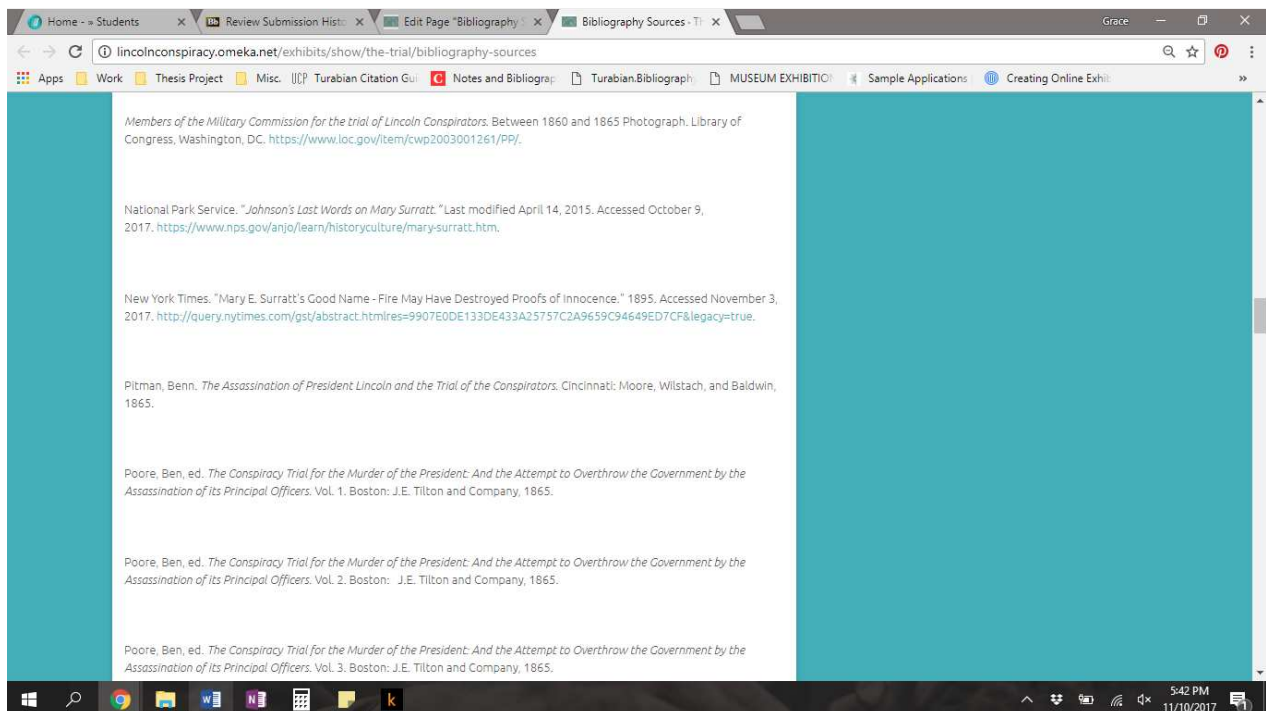 Home - » Students
Review Submission Histo
Edit Page "Bibliography S
Bibliography Sources · Th
Grace
lincolnconspiracy.omeka.net/exhibits/show/the-trial/bibliography-sources
Apps Work Thesis Project Misc. UCP Turabian Citation Gui C Notes and Bibliograp Turabian.Bibliography MUSEUM EXHIBITIO Sample Applications Creating Online Exhib »
Members of the Military Commission for the trial of Lincoln Conspirators. Between 1860 and 1865 Photograph. Library of
Congress, Washington, DC. https://www.loc.gov/item/cwp2003001261/PP/.
National Park Service. "Johnson's Last Words on Mary Surratt." Last modified April 14, 2015. Accessed October 9,
2017. https://www.nps.gov/anjo/learn/historyculture/mary-surratt.htm.
New York Times. "Mary E. Surratt's Good Name - Fire May Have Destroyed Proofs of Innocence." 1895. Accessed November 3,
2017. http://query.nytimes.com/gst/abstract.htmlres=9907E0DE133DE433A25757C2A9659C94649ED7CF&legacy=true.
Pitman, Benn. The Assassination of President Lincoln and the Trial of the Conspirators. Cincinnati: Moore, Wilstach, and Baldwin,
1865.
Poore, Ben, ed. The Conspiracy Trial for the Murder of the President: And the Attempt to Overthrow the Government by the
Assassination of its Principal Officers. Vol. 1. Boston: J.E. Tilton and Company, 1865.
Poore, Ben, ed. The Conspiracy Trial for the Murder of the President: And the Attempt to Overthrow the Government by the
Assassination of its Principal Officers. Vol. 2. Boston: J.E. Tilton and Company, 1865.
Poore, Ben, ed. The Conspiracy Trial for the Murder of the President: And the Attempt to Overthrow the Government by the
Assassination of its Principal Officers. Vol. 3. Boston: J.E. Tilton and Company, 1865.
5:42 PM
11/10/2017